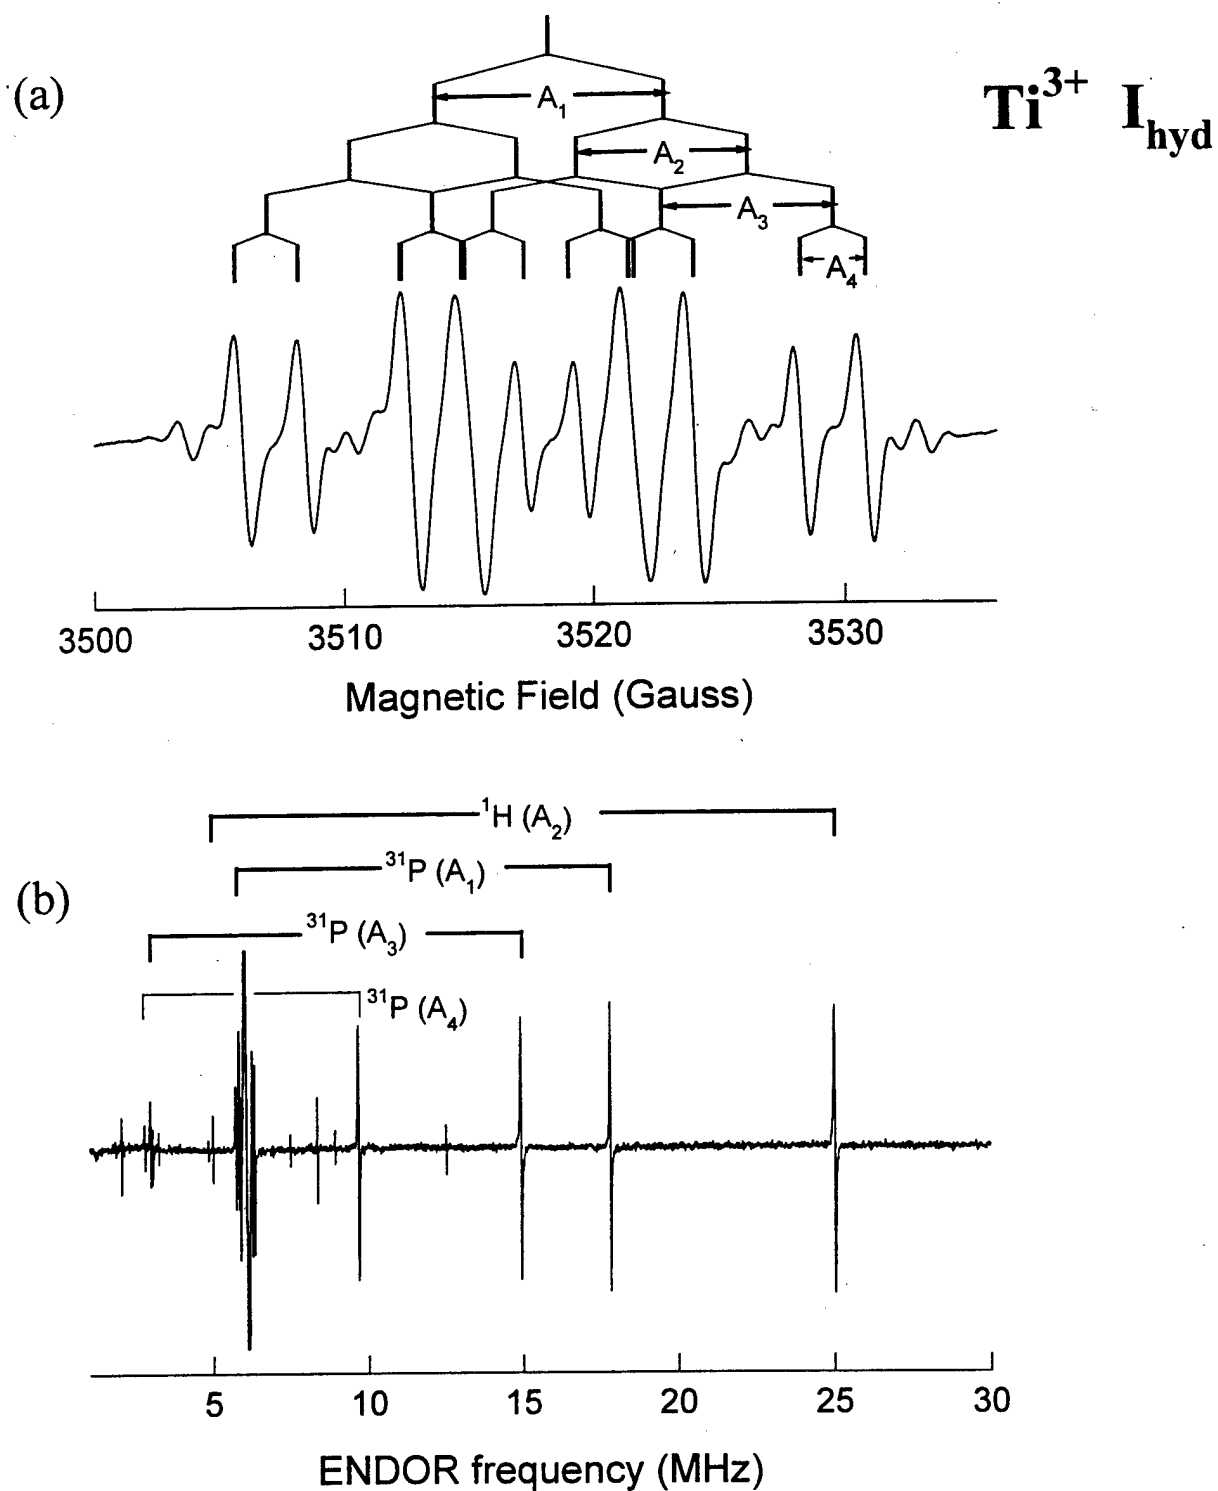 (a)
Ti³⁺ I_hyd
A₁
A₂
A₃
A₄
3500 3510 3520 3530
Magnetic Field (Gauss)
(b)
¹H (A₂)
³¹P (A₁)
³¹P (A₃)
³¹P (A₄)
5 10 15 20 25 30
ENDOR frequency (MHz)